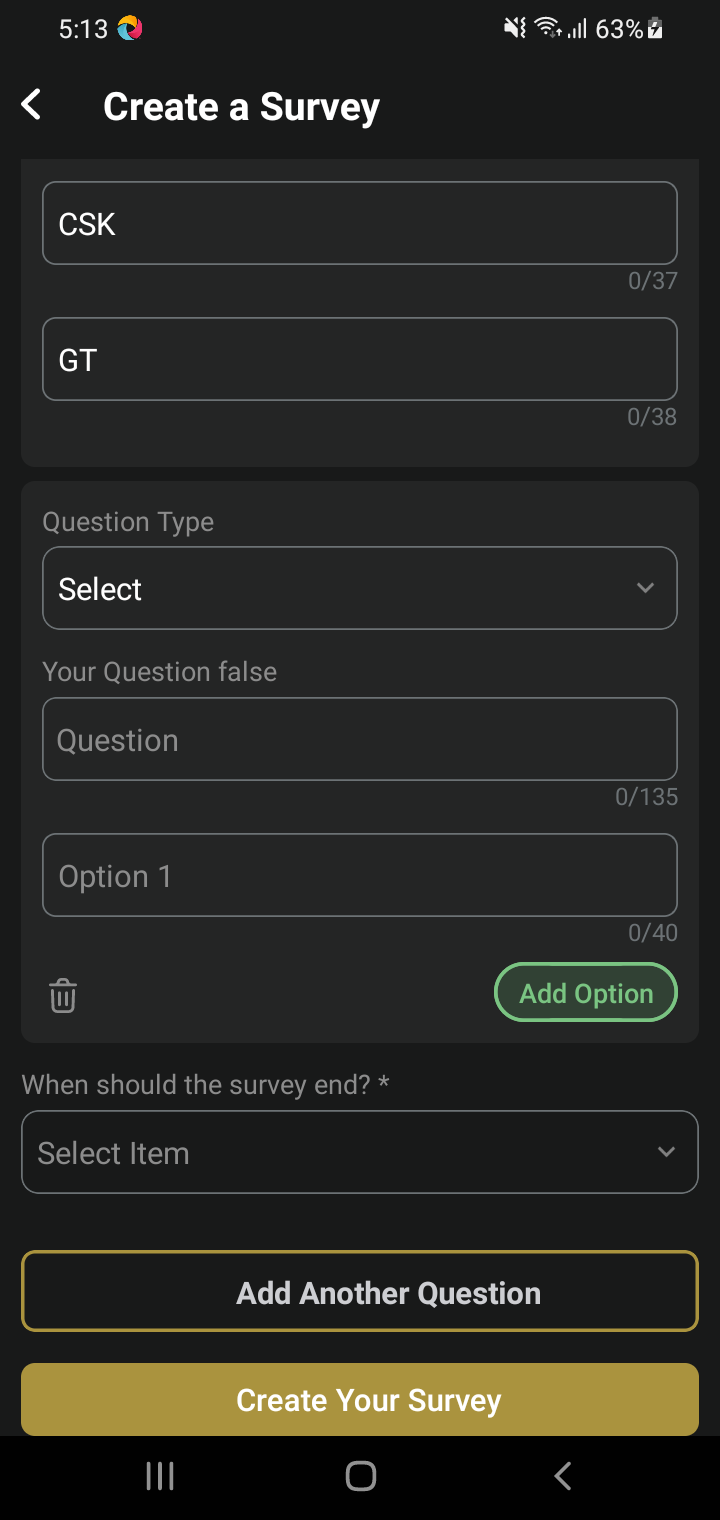 5:13 63%
Create a Survey
CSK
0/37
GT
0/38
Question Type
Select
Your Question false
Question
0/135
Option 1
0/40
Add Option
When should the survey end? *
Select Item
Add Another Question
Create Your Survey